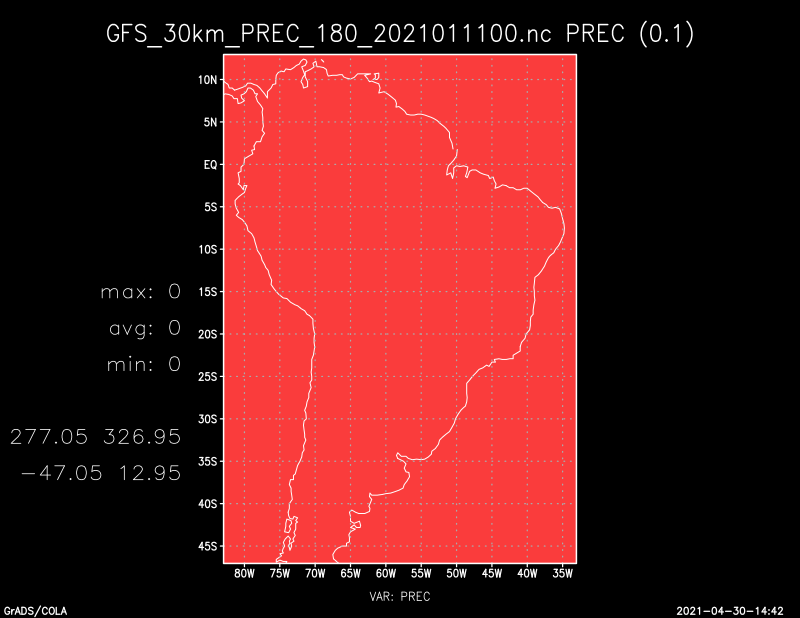 GFS_30km_PREC_180_2021011100.nc PREC (0.1)
10N
5N
EQ
5S
10S
15S
20S
25S
30S
35S
40S
45S
max: 0
avg: 0
min: 0
277.05 326.95
-47.05 12.95
80W 75W 70W 65W 60W 55W 50W 45W 40W 35W
VAR: PREC
GrADS/COLA
2021-04-30-14:42